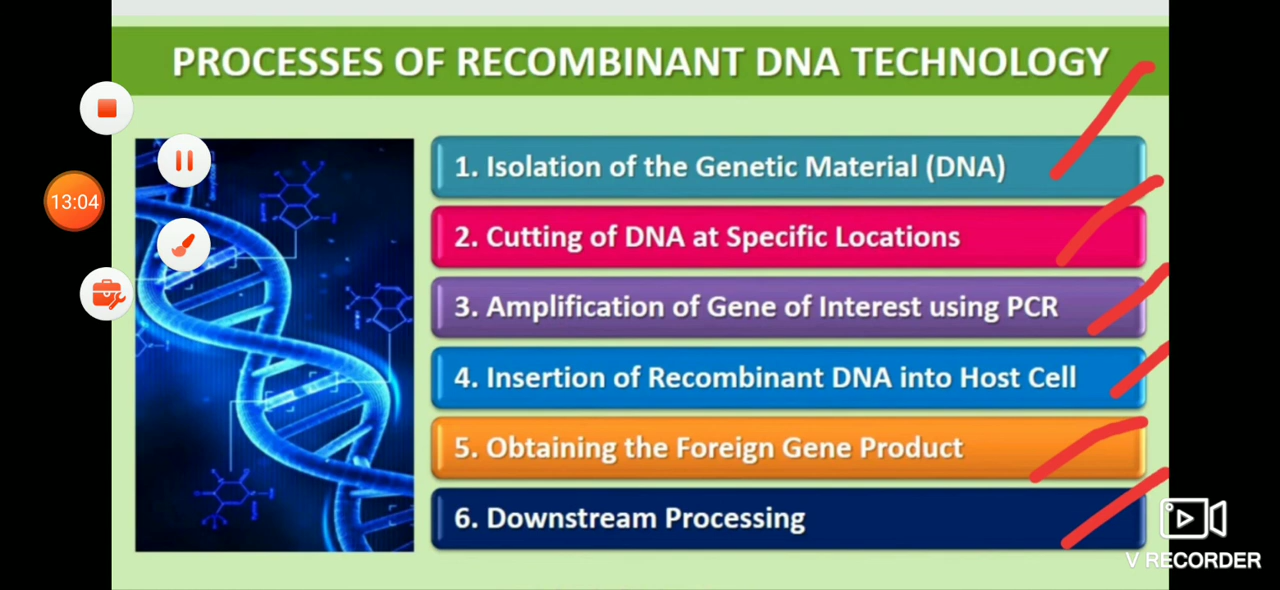 PROCESSES OF RECOMBINANT DNA TECHNOLOGY
13:04
1. Isolation of the Genetic Material (DNA)
2. Cutting of DNA at Specific Locations
3. Amplification of Gene of Interest using PCR
4. Insertion of Recombinant DNA into Host Cell
5. Obtaining the Foreign Gene Product
6. Downstream Processing
V RECORDER